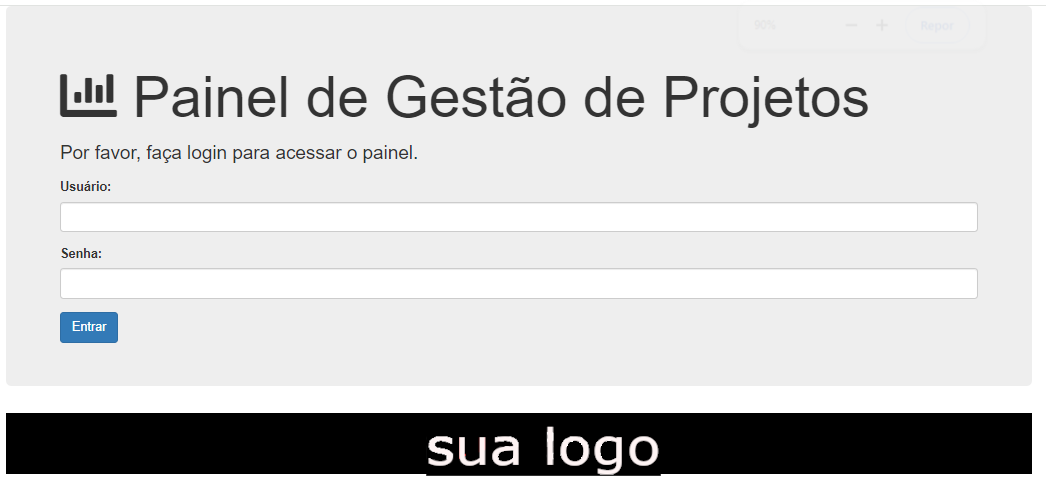 90% − + Repor
Painel de Gestão de Projetos
Por favor, faça login para acessar o painel.
Usuário:
Senha:
Entrar
sua logo